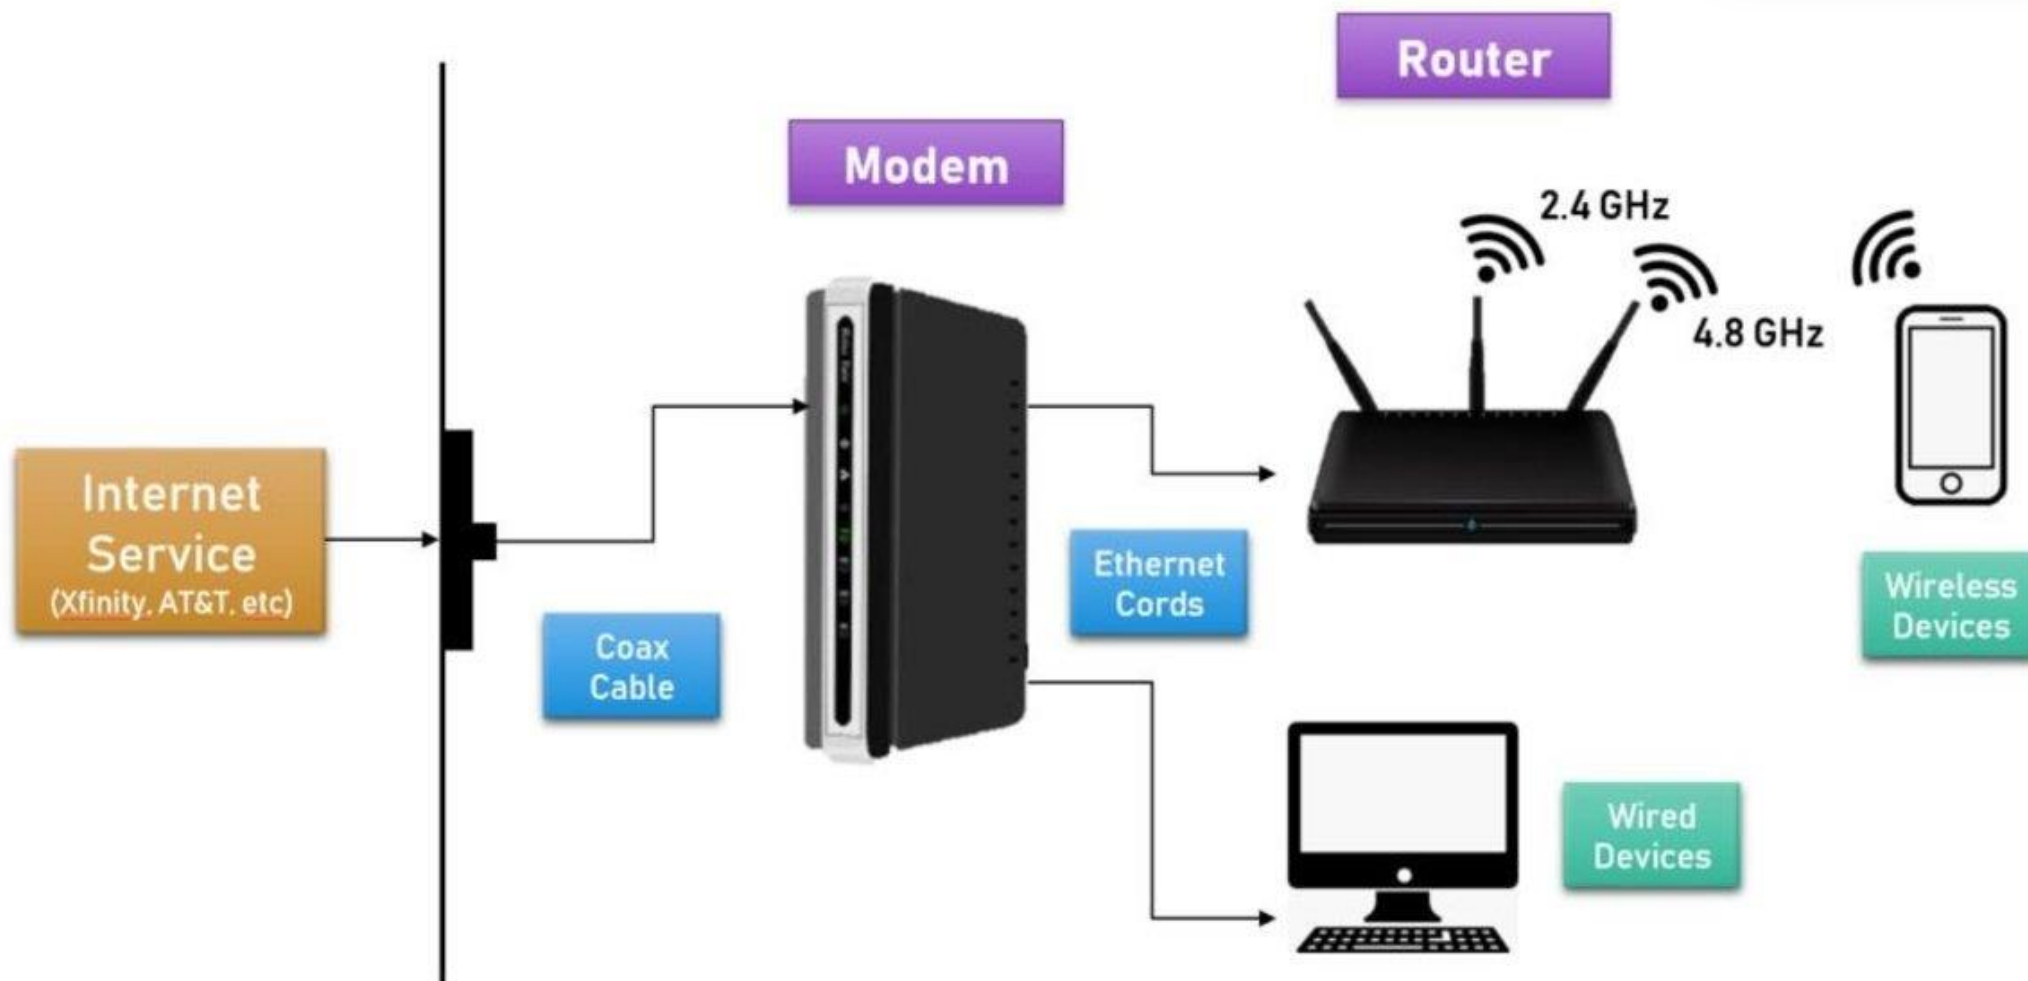 Router
Modem
2.4 GHz
4.8 GHz
Internet
Service
(Xfinity, AT&T, etc)
Coax
Cable
Ethernet
Cords
Wireless
Devices
Wired
Devices